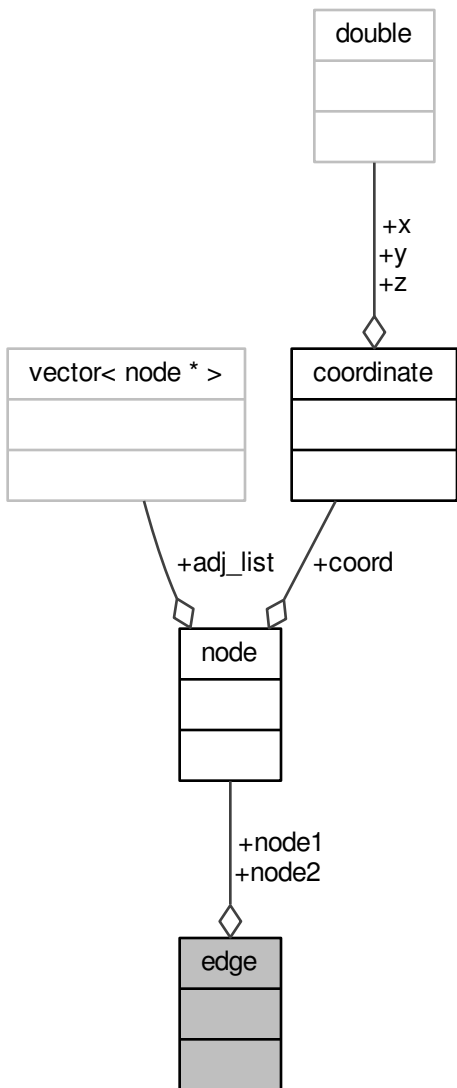 double
+x
+y
+z
vector< node * >
coordinate
+adj_list
+coord
node
+node1
+node2
edge